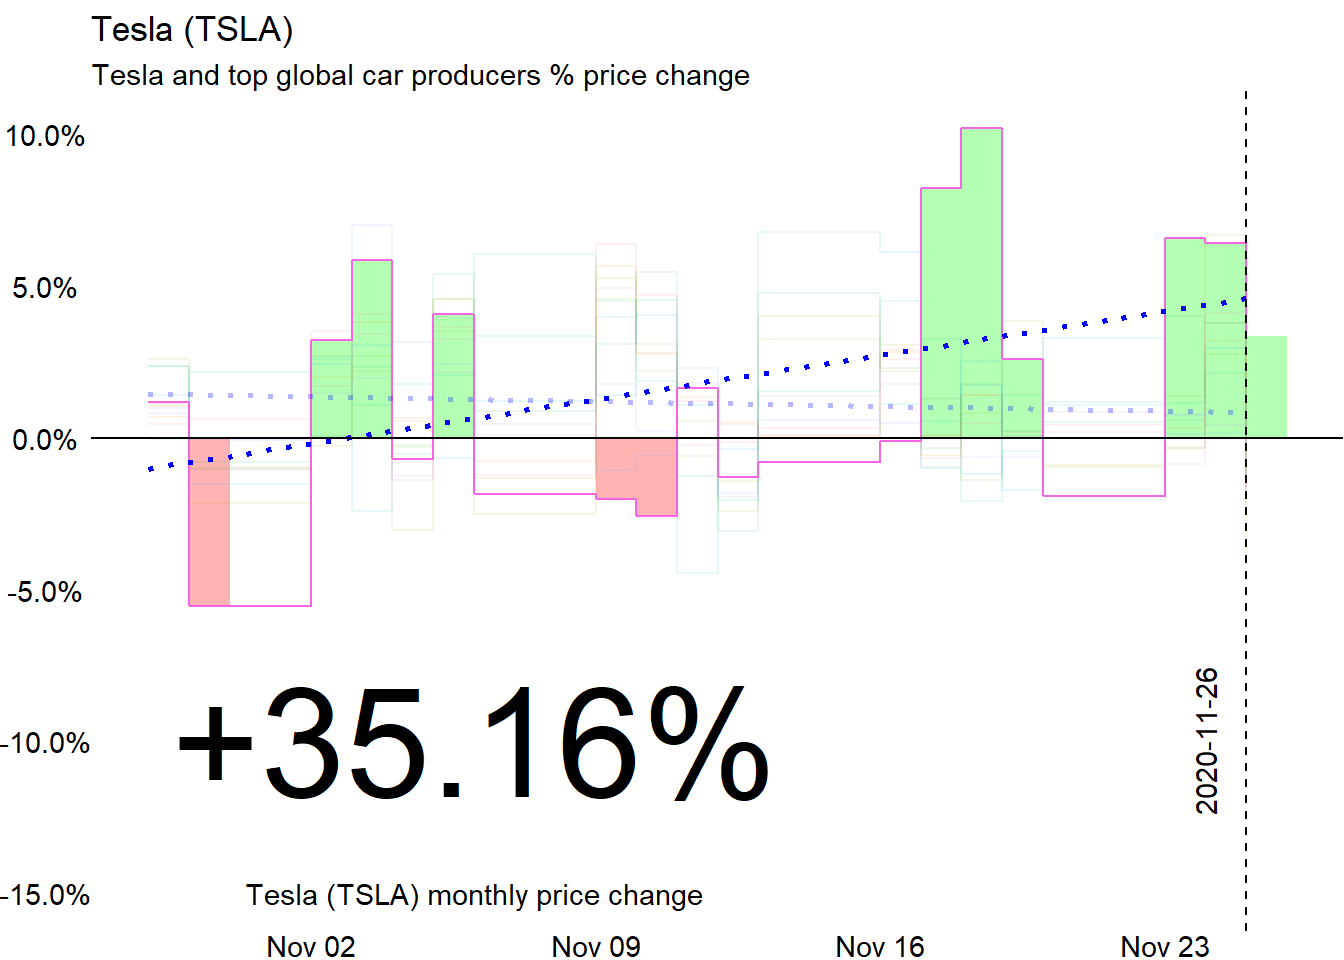 Tesla (TSLA)
Tesla and top global car producers % price change
10.0%
5.0%
0.0%
-5.0%
-10.0%
-15.0%
+35.16%
Tesla (TSLA) monthly price change
2020-11-26
Nov 02
Nov 09
Nov 16
Nov 23